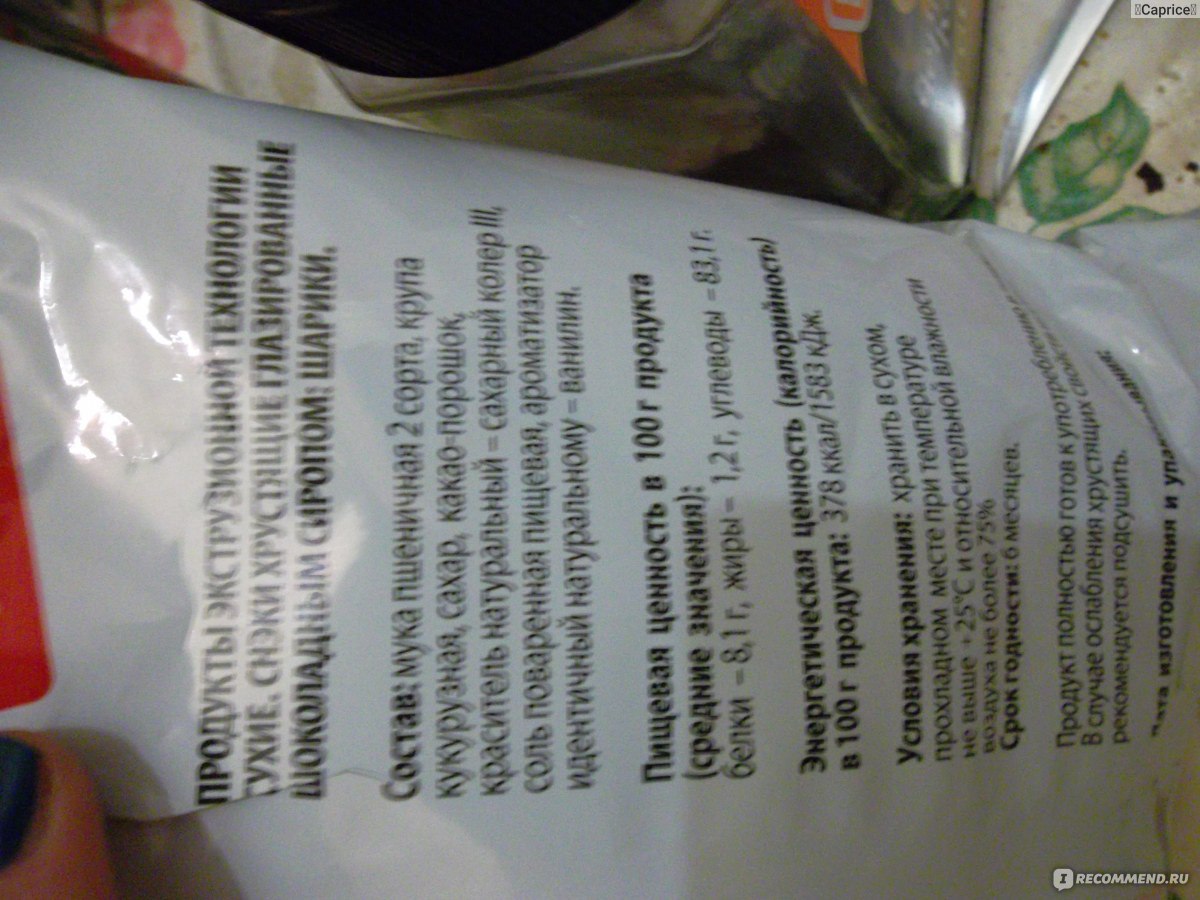 ПРОДУКТЫ ЭКСТРУЗИОННОЙ ТЕХНОЛОГИИ
СУХИЕ. СНЭКИ ХРУСТЯЩИЕ ГЛАЗИРОВАННЫЕ
ШОКОЛАДНЫМ СИРОПОМ: ШАРИКИ.
Состав: мука пшеничная 2 сорта, крупа
кукурузная, сахар, какао-порошок,
краситель натуральный – сахарный колер III,
соль поваренная пищевая, ароматизатор
идентичный натуральному – ванилин.
Пищевая ценность в 100 г продукта
(средние значения):
белки – 8,1 г, жиры – 1,2 г, углеводы – 83,1 г.
Энергетическая ценность (калорийность)
в 100 г продукта: 378 ккал/1583 кДж.
Условия хранения: хранить в сухом,
прохладном месте при температуре
не выше +25°С и относительной влажности
воздуха не более 75%
Срок годности: 6 месяцев.
Продукт полностью готов к употреблению.
В случае ослабления хрустящих
рекомендуется подсушить.
изготовления и
Caprice
RECOMMEND.RU